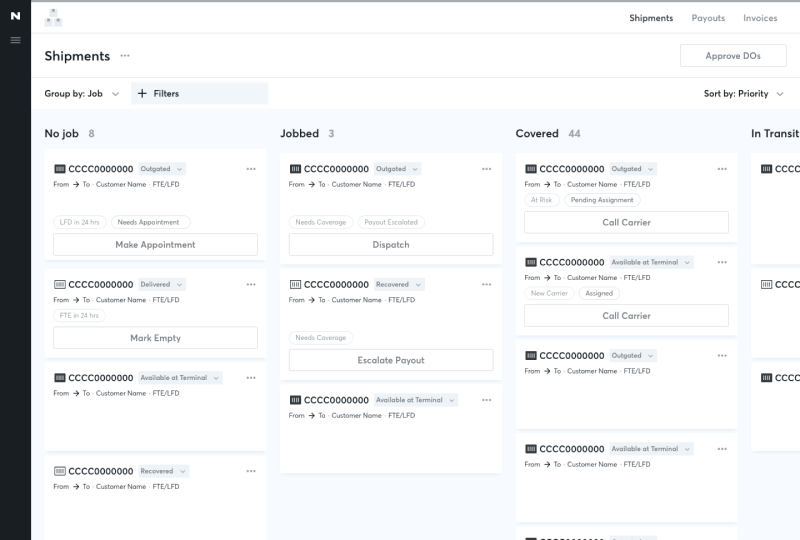 N
Shipments Payouts Invoices
Shipments ···
Approve DOs
Group by: Job
+ Filters
Sort by: Priority
No job 8
CCCC0000000 Outgated ···
From → To · Customer Name · FTE/LFD
LFD in 24 hrs Needs Appointment
Make Appointment
CCCC0000000 Delivered ···
From → To · Customer Name · FTE/LFD
FTE in 24 hrs
Mark Empty
CCCC0000000 Available at Terminal ···
From → To · Customer Name · FTE/LFD
CCCC0000000 Recovered ···
From → To · Customer Name · FTE/LFD
Jobbed 3
CCCC0000000 Outgated ···
From → To · Customer Name · FTE/LFD
Needs Coverage Payout Escalated
Dispatch
CCCC0000000 Recovered ···
From → To · Customer Name · FTE/LFD
Needs Coverage
Escalate Payout
CCCC0000000 Available at Terminal ···
From → To · Customer Name · FTE/LFD
Covered 44
CCCC0000000 Outgated ···
From → To · Customer Name · FTE/LFD
At Risk Pending Assignment
Call Carrier
CCCC0000000 Available at Terminal ···
From → To · Customer Name · FTE/LFD
New Carrier Assigned
Call Carrier
CCCC0000000 Outgated ···
From → To · Customer Name · FTE/LFD
CCCC0000000 Available at Terminal ···
From → To · Customer Name · FTE/LFD
In Transit
CCCC
CCCC
CCCC